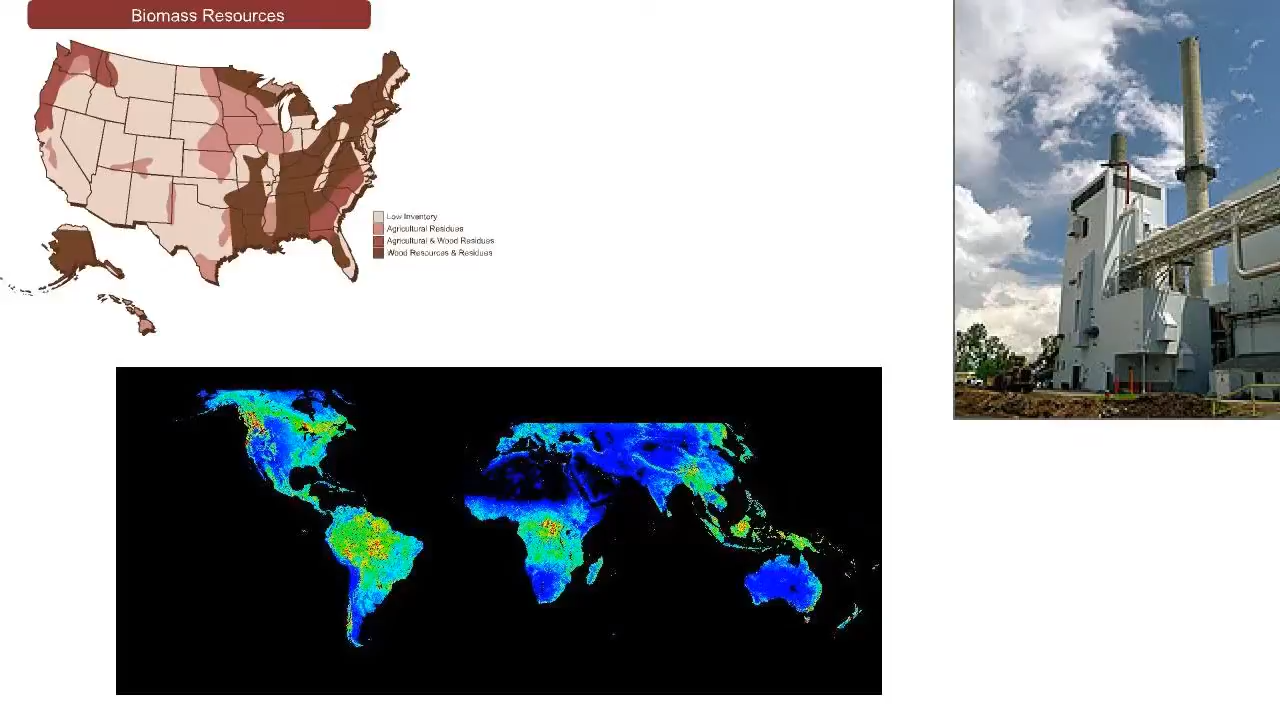 Biomass Resources
Low Inventory
Agricultural Residues
Agricultural & Wood Residues
Wood Resources & Residues